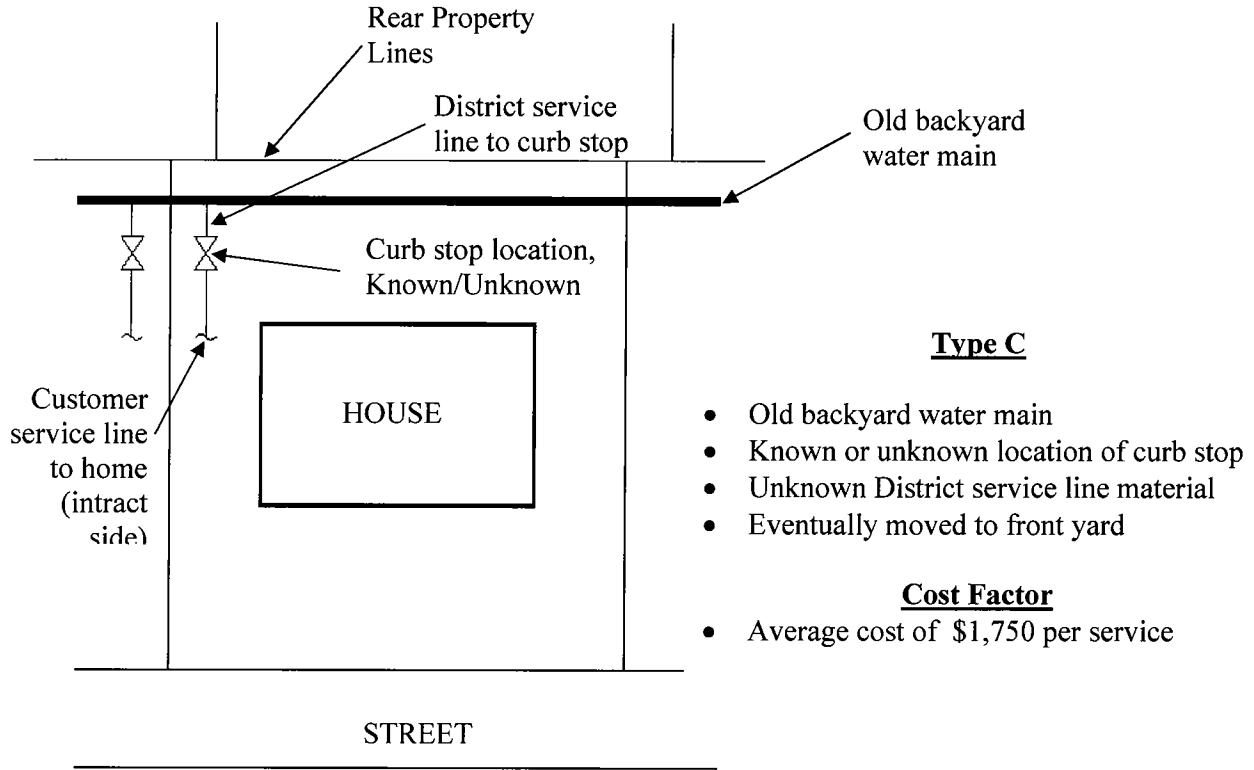 Rear Property
Lines
District service
line to curb stop
Old backyard
water main
Curb stop location,
Known/Unknown
Customer
service line
to home
(intract
side)
HOUSE
Type C
• Old backyard water main
• Known or unknown location of curb stop
• Unknown District service line material
• Eventually moved to front yard
Cost Factor
• Average cost of $1,750 per service
STREET